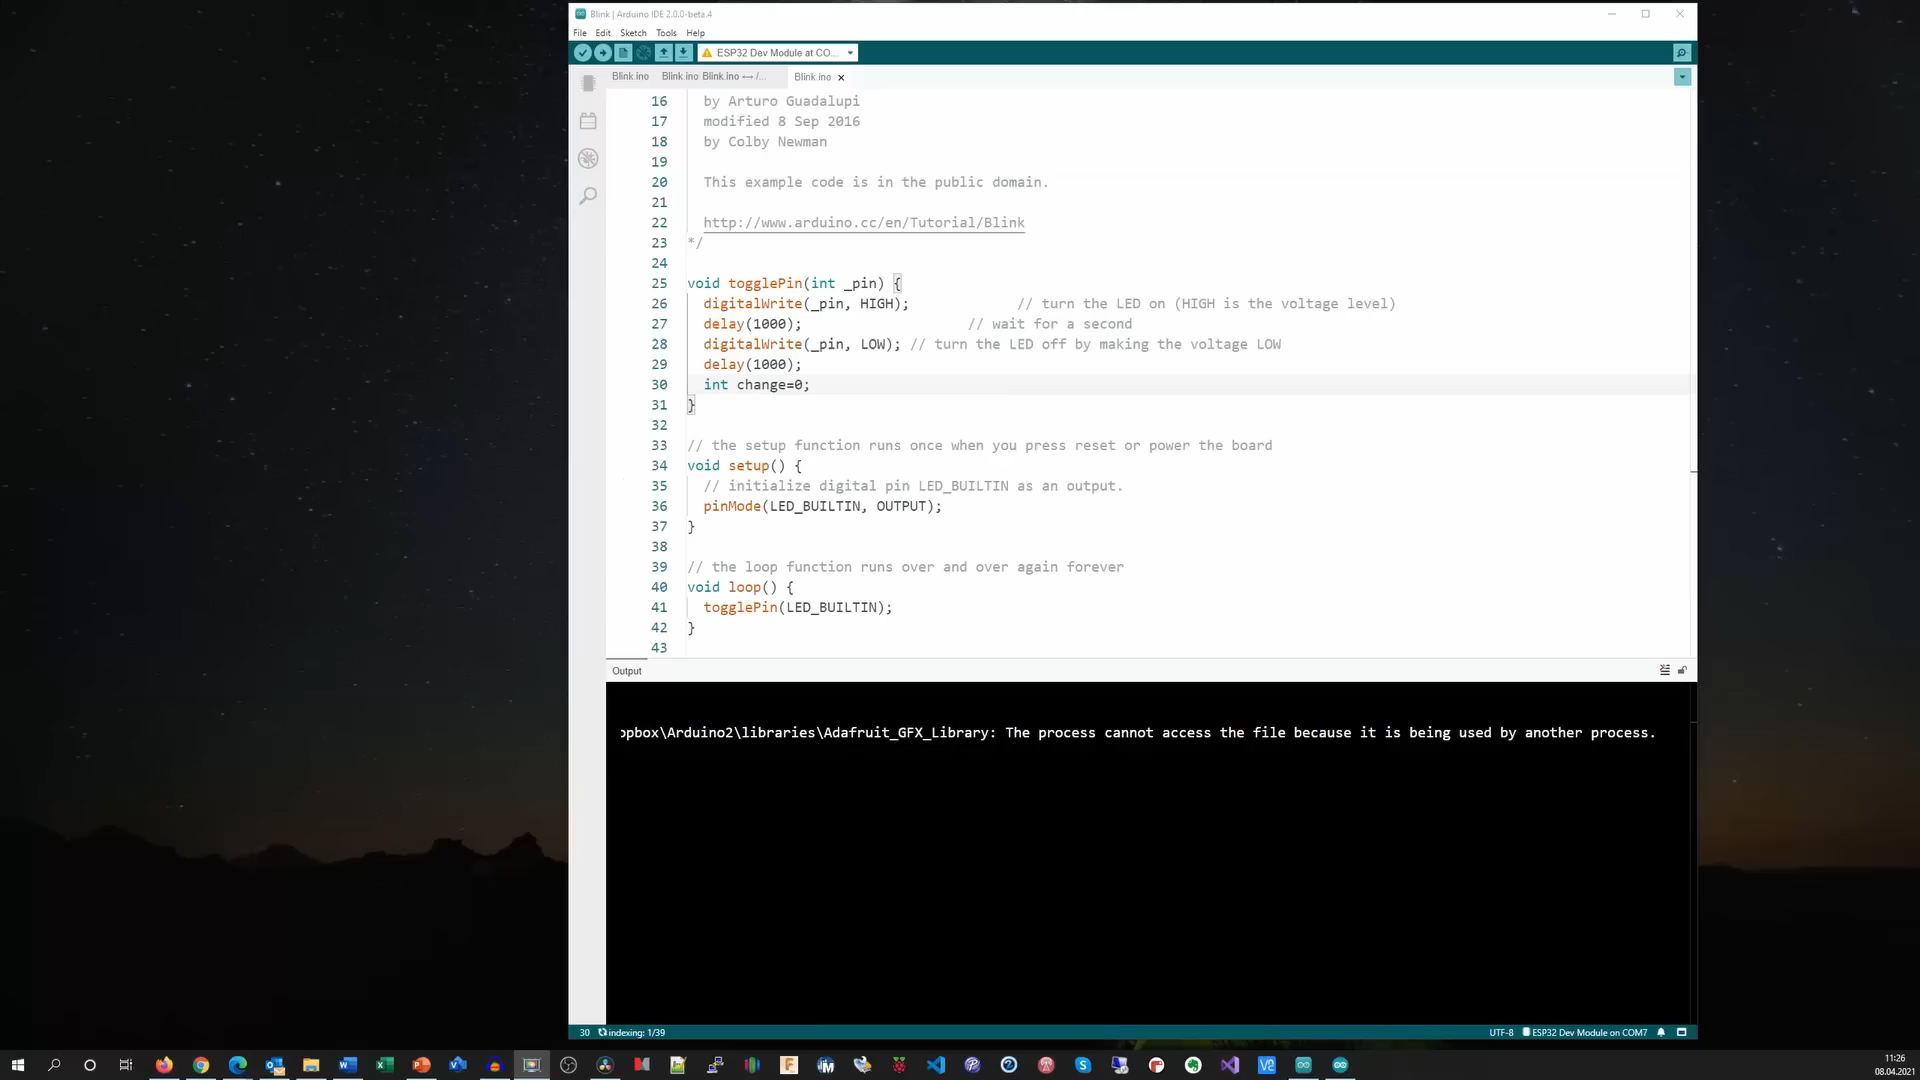 Blink | Arduino IDE 2.0.0-beta.4
File Edit Sketch Tools Help
ESP32 Dev Module at CO...
Blink.ino Blink.ino Blink.ino ↔ /... Blink.ino
16 by Arturo Guadalupi
17 modified 8 Sep 2016
18 by Colby Newman
19
20 This example code is in the public domain.
21
22 http://www.arduino.cc/en/Tutorial/Blink
23 */
24
25 void togglePin(int _pin) {
26 digitalWrite(_pin, HIGH); // turn the LED on (HIGH is the voltage level)
27 delay(1000); // wait for a second
28 digitalWrite(_pin, LOW); // turn the LED off by making the voltage LOW
29 delay(1000);
30 int change=0;
31 }
32
33 // the setup function runs once when you press reset or power the board
34 void setup() {
35 // initialize digital pin LED_BUILTIN as an output.
36 pinMode(LED_BUILTIN, OUTPUT);
37 }
38
39 // the loop function runs over and over again forever
40 void loop() {
41 togglePin(LED_BUILTIN);
42 }
43
Output
opbox\Arduino2\libraries\Adafruit_GFX_Library: The process cannot access the file because it is being used by another process.
30 indexing: 1/39 UTF-8 ESP32 Dev Module on COM7
11:26
08.04.2021